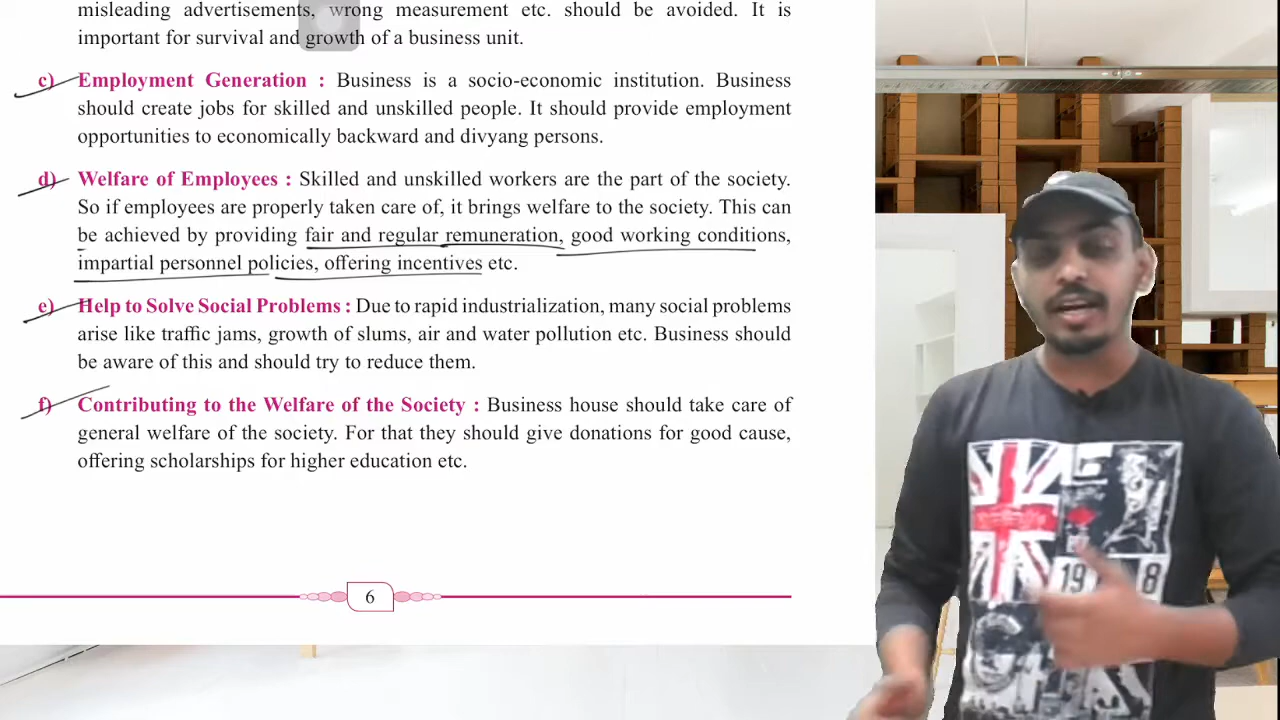 misleading advertisements, wrong measurement etc. should be avoided. It is
important for survival and growth of a business unit.
c) Employment Generation : Business is a socio-economic institution. Business
should create jobs for skilled and unskilled people. It should provide employment
opportunities to economically backward and divyang persons.
d) Welfare of Employees : Skilled and unskilled workers are the part of the society.
So if employees are properly taken care of, it brings welfare to the society. This can
be achieved by providing fair and regular remuneration, good working conditions,
impartial personnel policies, offering incentives etc.
e) Help to Solve Social Problems : Due to rapid industrialization, many social problems
arise like traffic jams, growth of slums, air and water pollution etc. Business should
be aware of this and should try to reduce them.
f) Contributing to the Welfare of the Society : Business house should take care of
general welfare of the society. For that they should give donations for good cause,
offering scholarships for higher education etc.
6